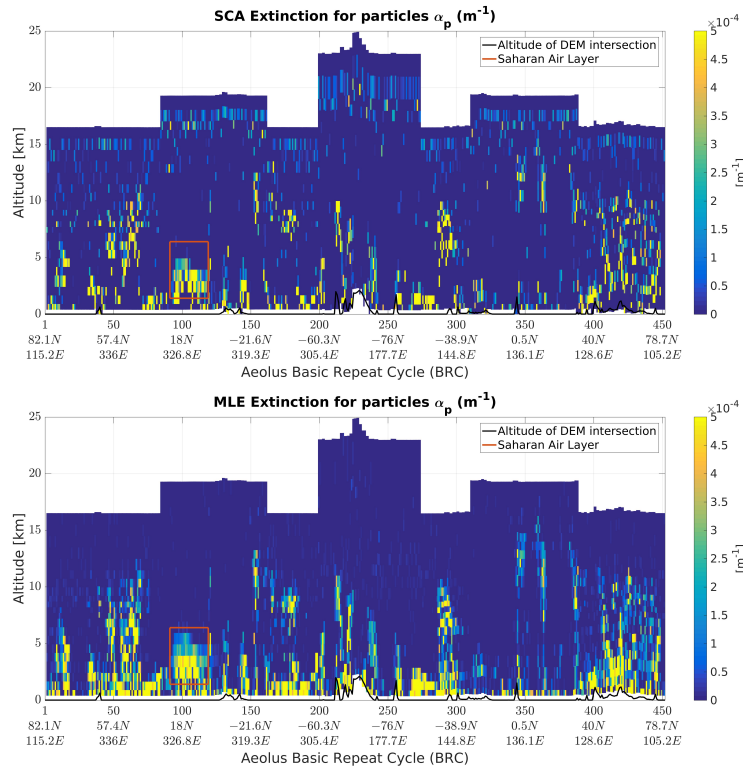 SCA Extinction for particles αp (m-1)
×10-4
Altitude of DEM intersection
Saharan Air Layer
25
20
15
10
5
0
Altitude [km]
5
4.5
4
3.5
3
2.5
2
1.5
1
0.5
0
[m-1]
1 50 100 150 200 250 300 350 400 450
82.1N 57.4N 18N −21.6N −60.3N −76N −38.9N 0.5N 40N 78.7N
115.2E 336E 326.8E 319.3E 305.4E 177.7E 144.8E 136.1E 128.6E 105.2E
Aeolus Basic Repeat Cycle (BRC)
MLE Extinction for particles αp (m-1)
×10-4
Altitude of DEM intersection
Saharan Air Layer
25
20
15
10
5
0
Altitude [km]
5
4.5
4
3.5
3
2.5
2
1.5
1
0.5
0
[m-1]
1 50 100 150 200 250 300 350 400 450
82.1N 57.4N 18N −21.6N −60.3N −76N −38.9N 0.5N 40N 78.7N
115.2E 336E 326.8E 319.3E 305.4E 177.7E 144.8E 136.1E 128.6E 105.2E
Aeolus Basic Repeat Cycle (BRC)